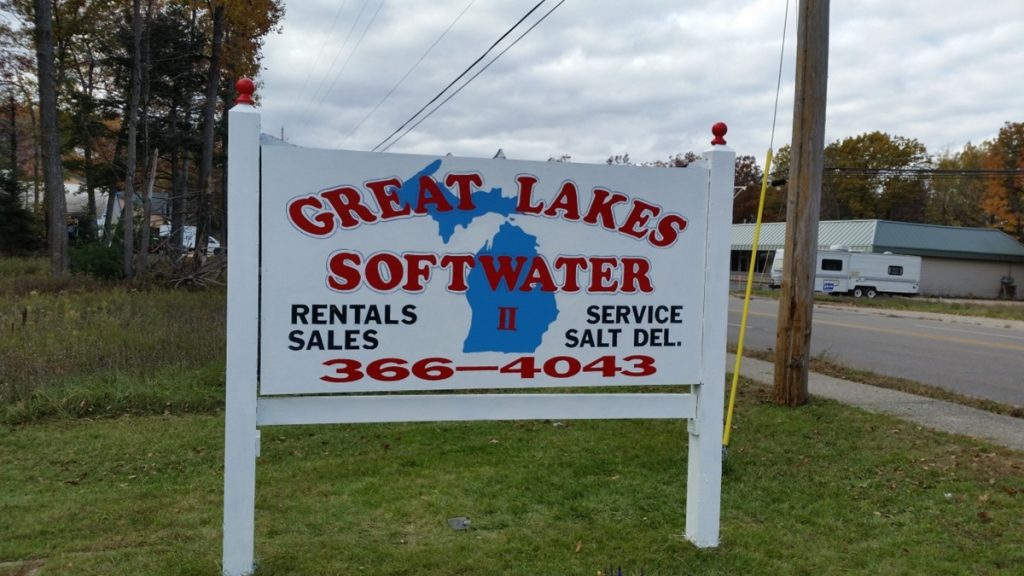 GREAT LAKES
SOFTWATER
II
RENTALS
SALES
SERVICE
SALT DEL.
366-4043